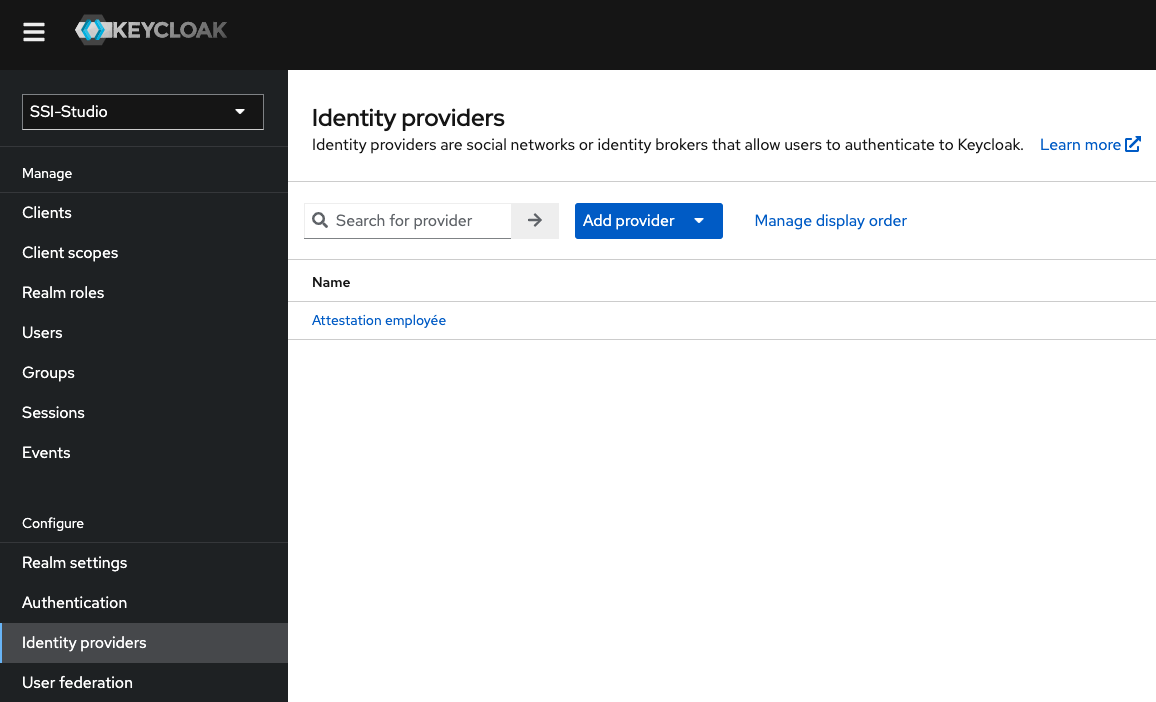 KEYCLOAK
SSI-Studio
Manage
Clients
Client scopes
Realm roles
Users
Groups
Sessions
Events
Configure
Realm settings
Authentication
Identity providers
User federation
Identity providers
Identity providers are social networks or identity brokers that allow users to authenticate to Keycloak. Learn more
Search for provider
Add provider
Manage display order
Name
Attestation employée